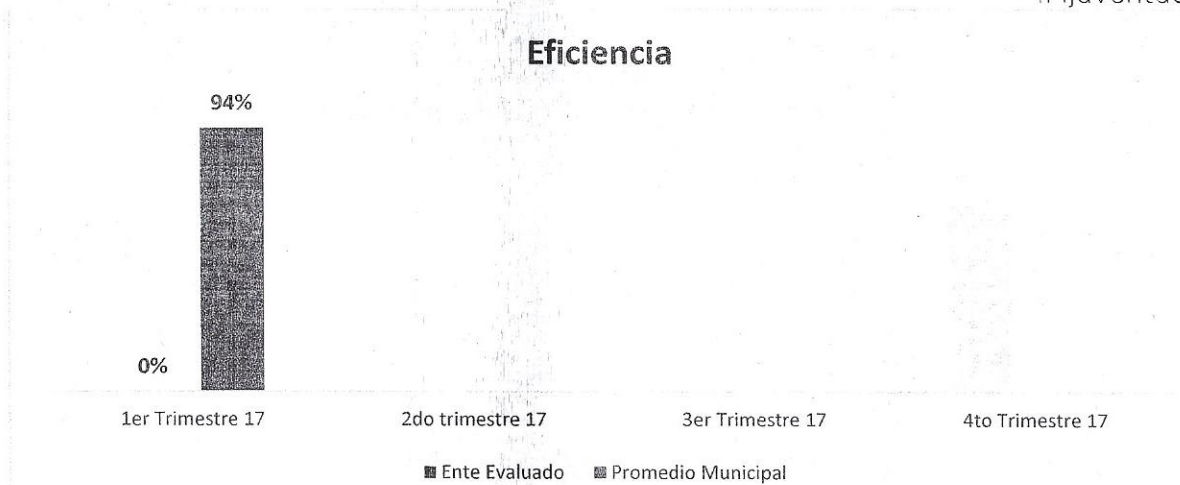 Eficiencia
94%
0%
1er Trimestre 17
2do trimestre 17
3er Trimestre 17
4to Trimestre 17
Ente Evaluado
Promedio Municipal